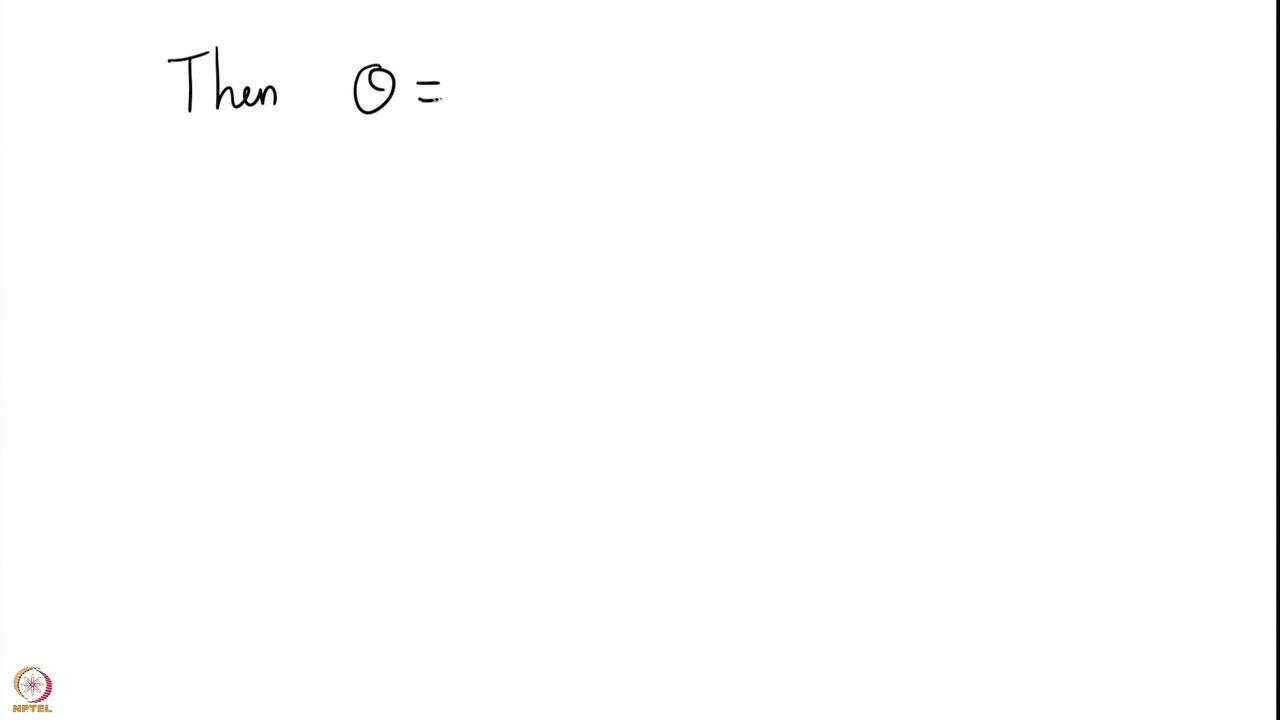 Then 𝒪 =
NPTEL